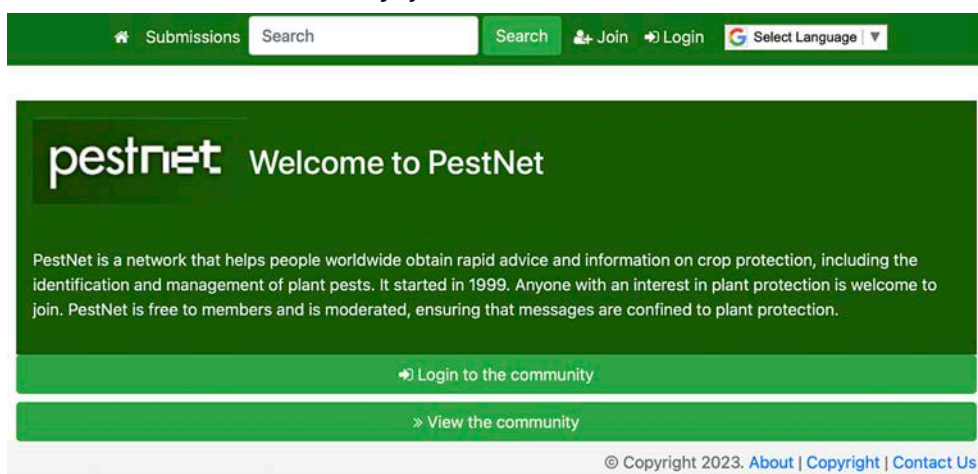 Submissions Search Search Join Login Select Language ▼
pestnet Welcome to PestNet
PestNet is a network that helps people worldwide obtain rapid advice and information on crop protection, including the
identification and management of plant pests. It started in 1999. Anyone with an interest in plant protection is welcome to
join. PestNet is free to members and is moderated, ensuring that messages are confined to plant protection.
Login to the community
» View the community
© Copyright 2023. About | Copyright | Contact Us